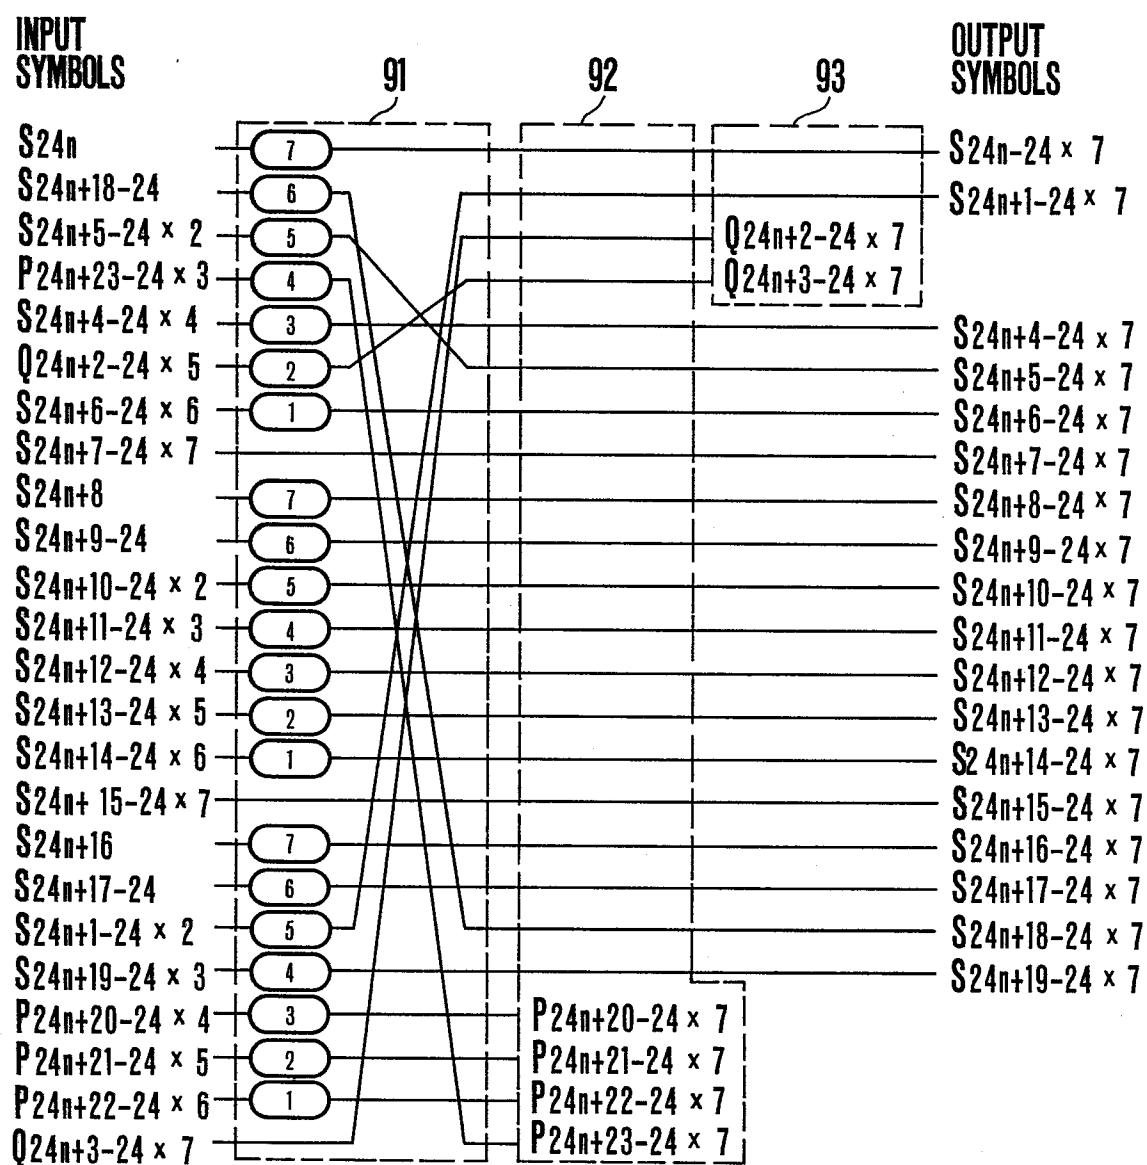 INPUT
SYMBOLS
91
92
93
OUTPUT
SYMBOLS
S24n
7
S24n-24 × 7
S24n+18-24
6
S24n+1-24 × 7
S24n+5-24 × 2
5
Q24n+2-24 × 7
P24n+23-24 × 3
4
Q24n+3-24 × 7
S24n+4-24 × 4
3
S24n+4-24 × 7
Q24n+2-24 × 5
2
S24n+5-24 × 7
S24n+6-24 × 6
1
S24n+6-24 × 7
S24n+7-24 × 7
S24n+7-24 × 7
S24n+8
7
S24n+8-24 × 7
S24n+9-24
6
S24n+9-24 × 7
S24n+10-24 × 2
5
S24n+10-24 × 7
S24n+11-24 × 3
4
S24n+11-24 × 7
S24n+12-24 × 4
3
S24n+12-24 × 7
S24n+13-24 × 5
2
S24n+13-24 × 7
S24n+14-24 × 6
1
S24n+14-24 × 7
S24n+15-24 × 7
S24n+15-24 × 7
S24n+16
7
S24n+16-24 × 7
S24n+17-24
6
S24n+17-24 × 7
S24n+1-24 × 2
5
S24n+18-24 × 7
S24n+19-24 × 3
4
S24n+19-24 × 7
P24n+20-24 × 4
3
P24n+20-24 × 7
P24n+21-24 × 5
2
P24n+21-24 × 7
P24n+22-24 × 6
1
P24n+22-24 × 7
Q24n+3-24 × 7
P24n+23-24 × 7